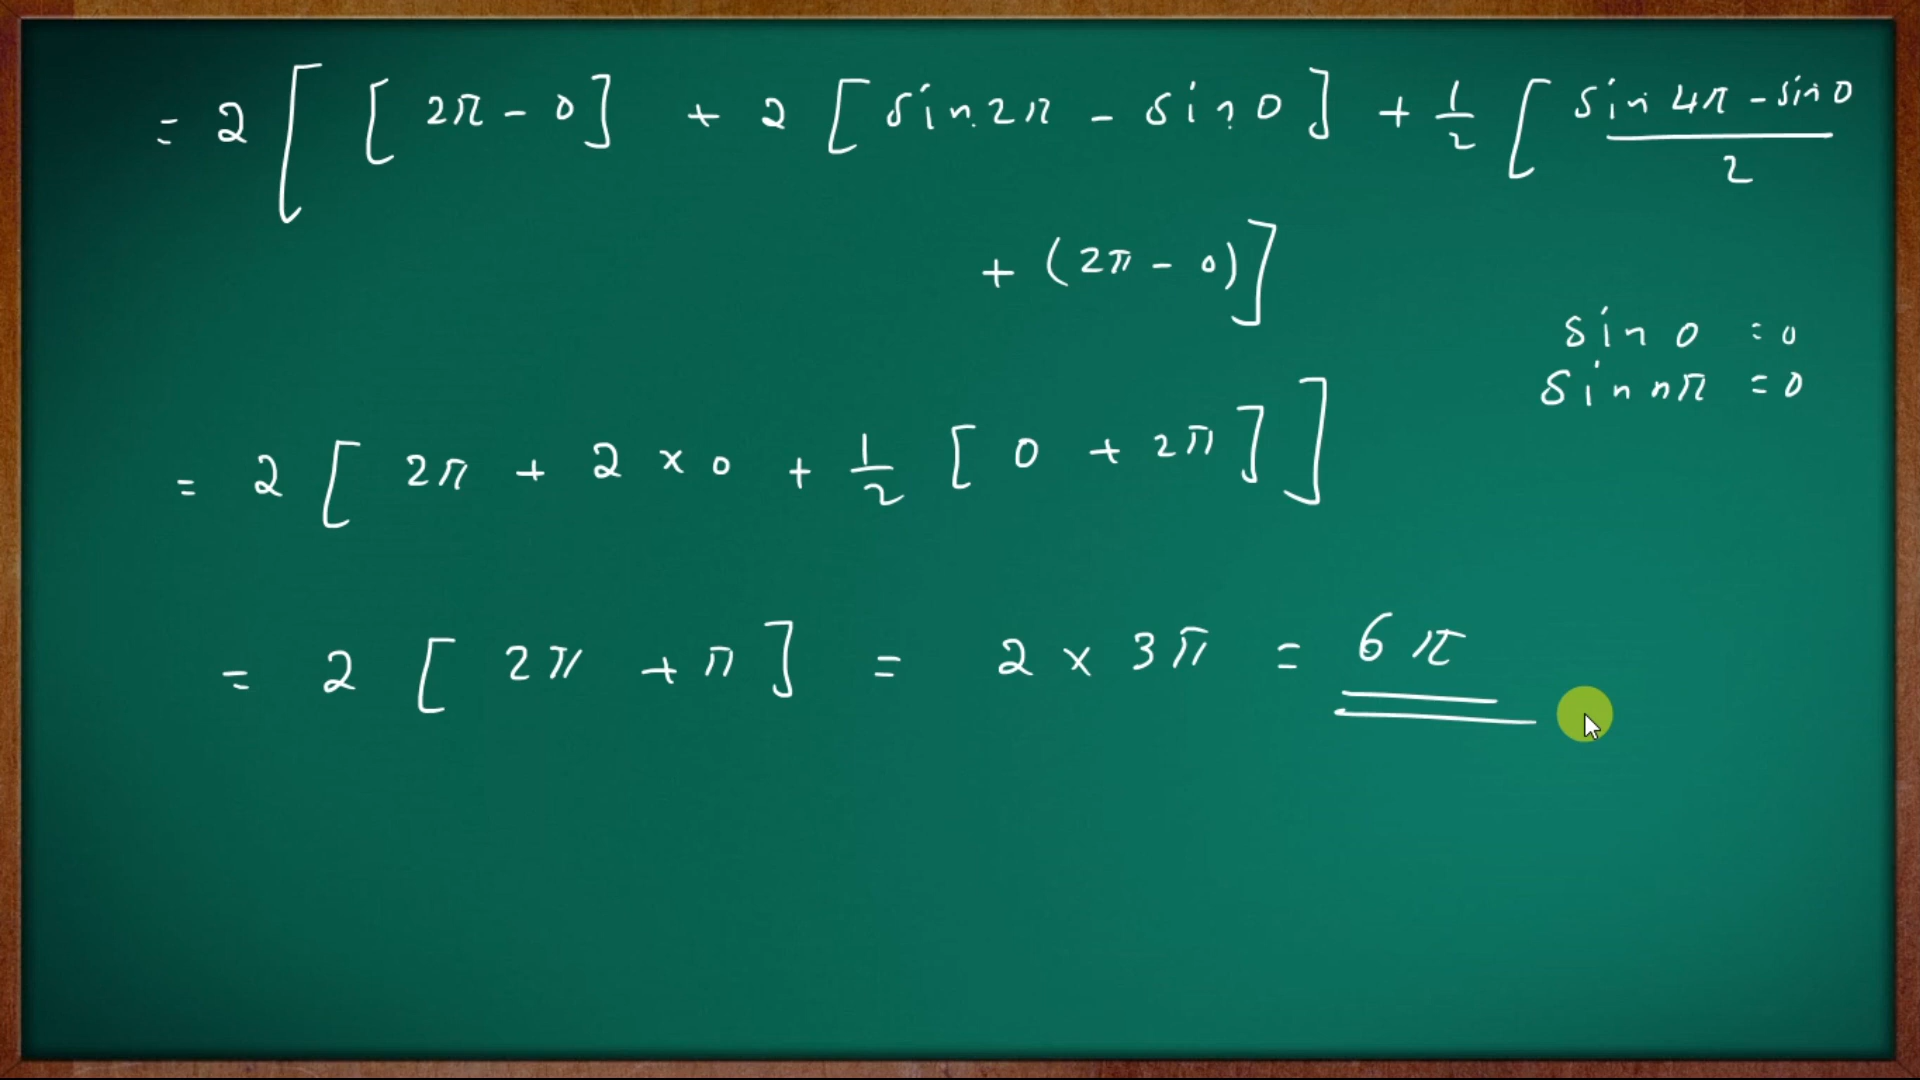 = 2 [ [2π - 0] + 2 [sin 2π - sin 0] + 1/2 [ (sin 4π - sin 0)/2
+ (2π - 0) ]
sin 0 = 0
sin nπ = 0
= 2 [ 2π + 2 × 0 + 1/2 [ 0 + 2π ] ]
= 2 [ 2π + π ] = 2 × 3π = 6π